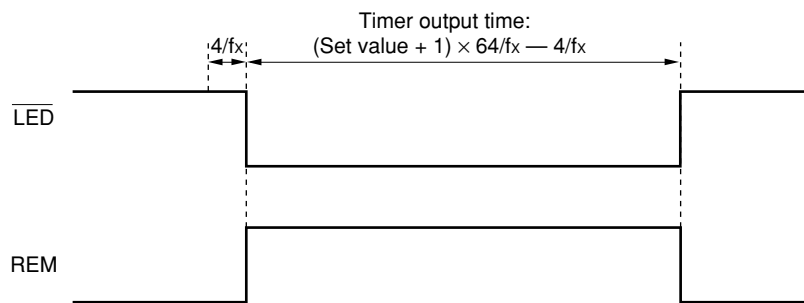 Timer output time:
4/fx (Set value + 1) × 64/fx — 4/fx
LED
REM